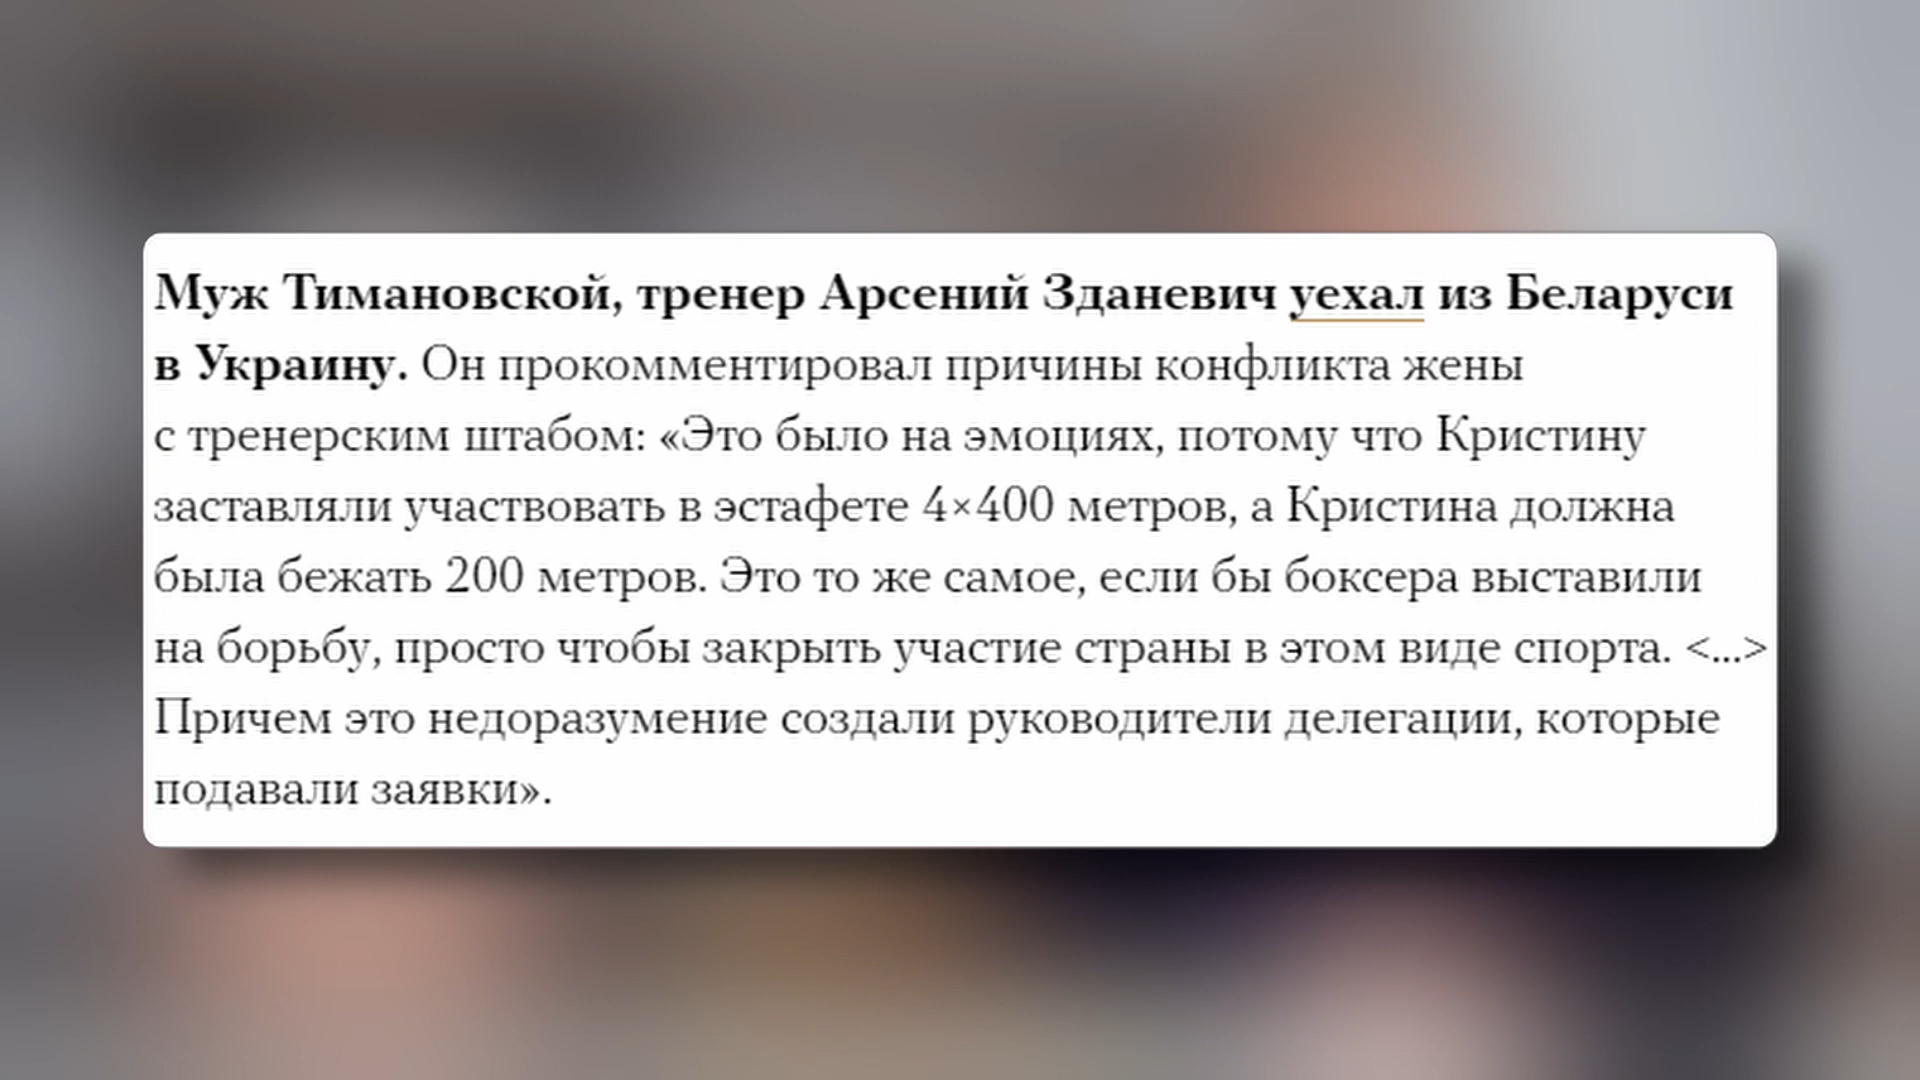 Муж Тимановской, тренер Арсений Зданевич уехал из Беларуси
в Украину. Он прокомментировал причины конфликта жены
с тренерским штабом: «Это было на эмоциях, потому что Кристину
заставляли участвовать в эстафете 4×400 метров, а Кристина должна
была бежать 200 метров. Это то же самое, если бы боксера выставили
на борьбу, просто чтобы закрыть участие страны в этом виде спорта. <...>
Причем это недоразумение создали руководители делегации, которые
подавали заявки».